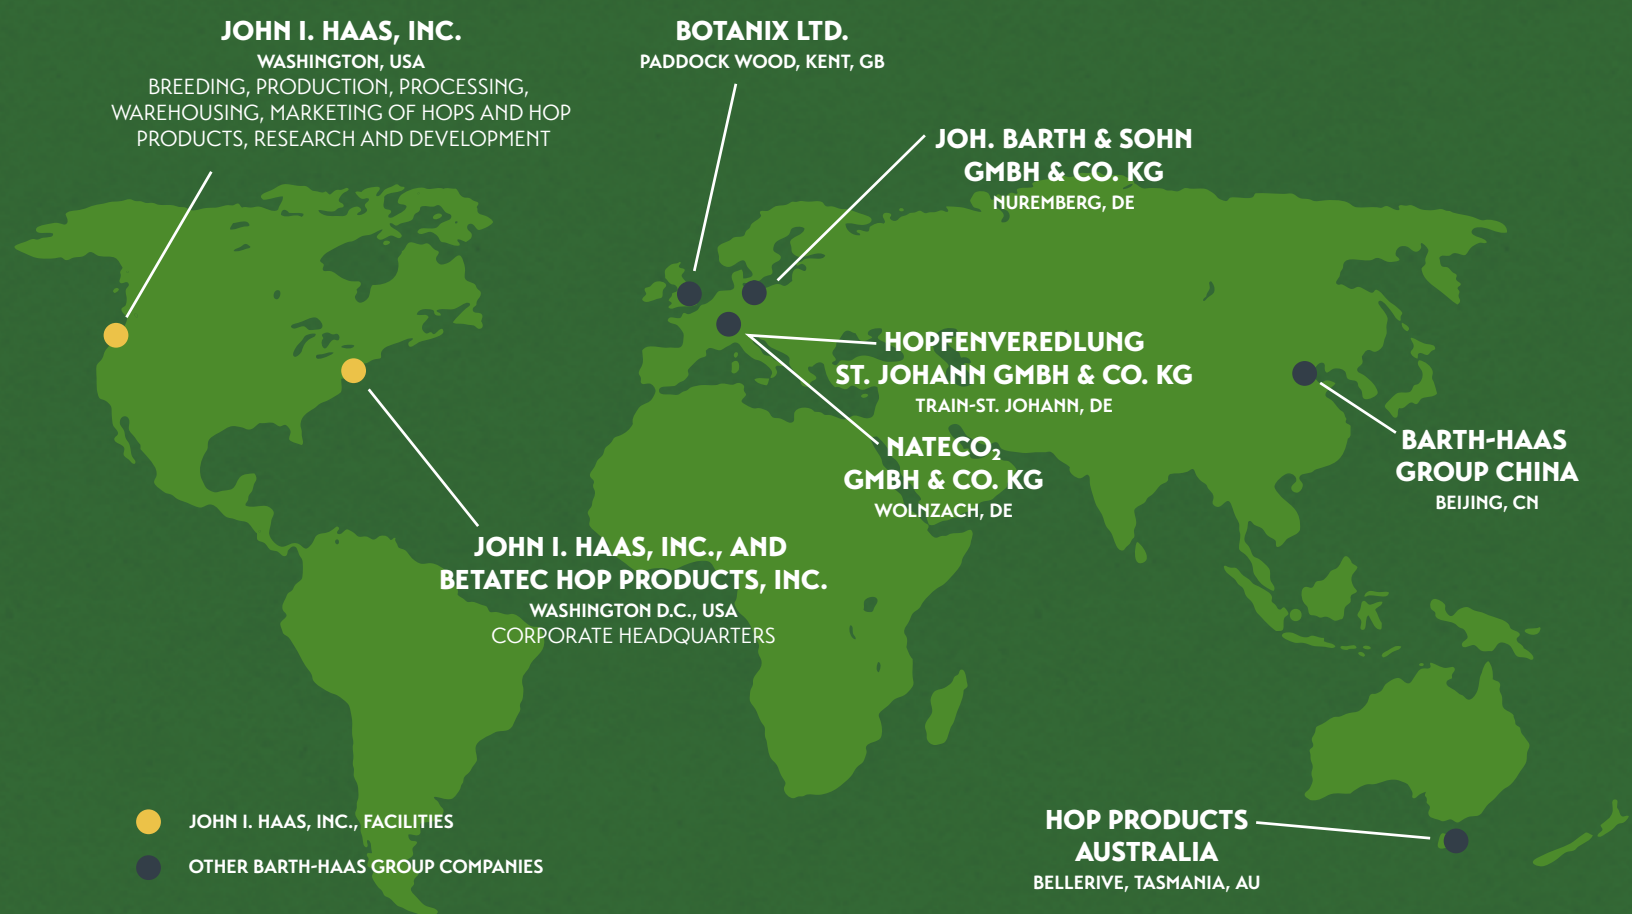 JOHN I. HAAS, INC.
WASHINGTON, USA
BREEDING, PRODUCTION, PROCESSING,
WAREHOUSING, MARKETING OF HOPS AND HOP
PRODUCTS, RESEARCH AND DEVELOPMENT
BOTANIX LTD.
PADDOCK WOOD, KENT, GB
JOH. BARTH & SOHN
GMBH & CO. KG
NUREMBERG, DE
HOPFENVEREDLUNG
ST. JOHANN GMBH & CO. KG
TRAIN-ST. JOHANN, DE
NATECO₂
GMBH & CO. KG
WOLNZACH, DE
BARTH-HAAS
GROUP CHINA
BEIJING, CN
JOHN I. HAAS, INC., AND
BETATEC HOP PRODUCTS, INC.
WASHINGTON D.C., USA
CORPORATE HEADQUARTERS
HOP PRODUCTS
AUSTRALIA
BELLERIVE, TASMANIA, AU
JOHN I. HAAS, INC., FACILITIES
OTHER BARTH-HAAS GROUP COMPANIES